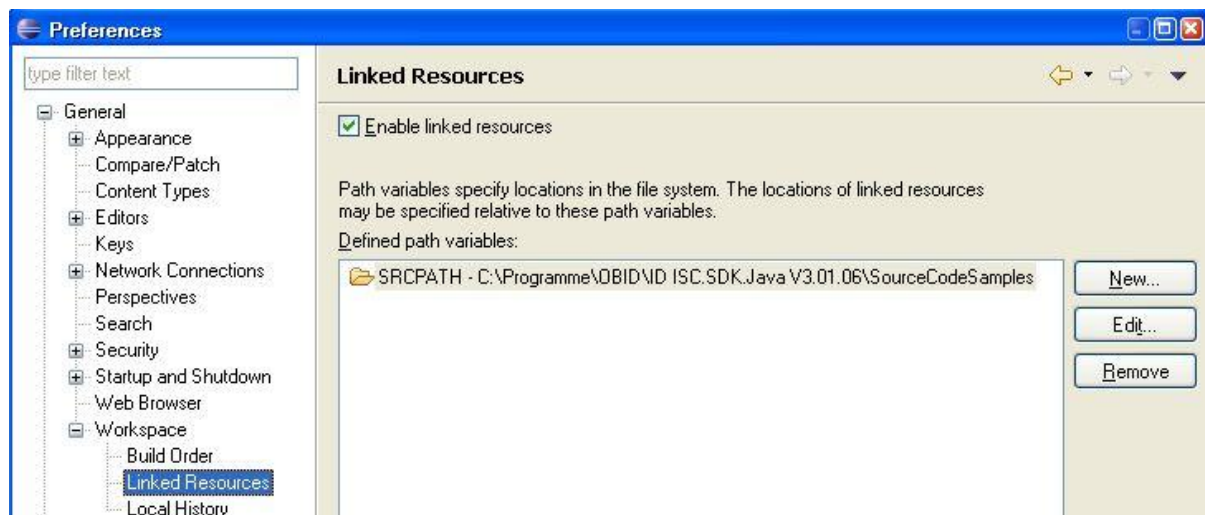 Preferences
type filter text
General
Appearance
Compare/Patch
Content Types
Editors
Keys
Network Connections
Perspectives
Search
Security
Startup and Shutdown
Web Browser
Workspace
Build Order
Linked Resources
Local History
Linked Resources
Enable linked resources
Path variables specify locations in the file system. The locations of linked resources
may be specified relative to these path variables.
Defined path variables:
SRCPATH - C:\Programme\OBID\ID ISC.SDK.Java V3.01.06\SourceCodeSamples
New...
Edit...
Remove